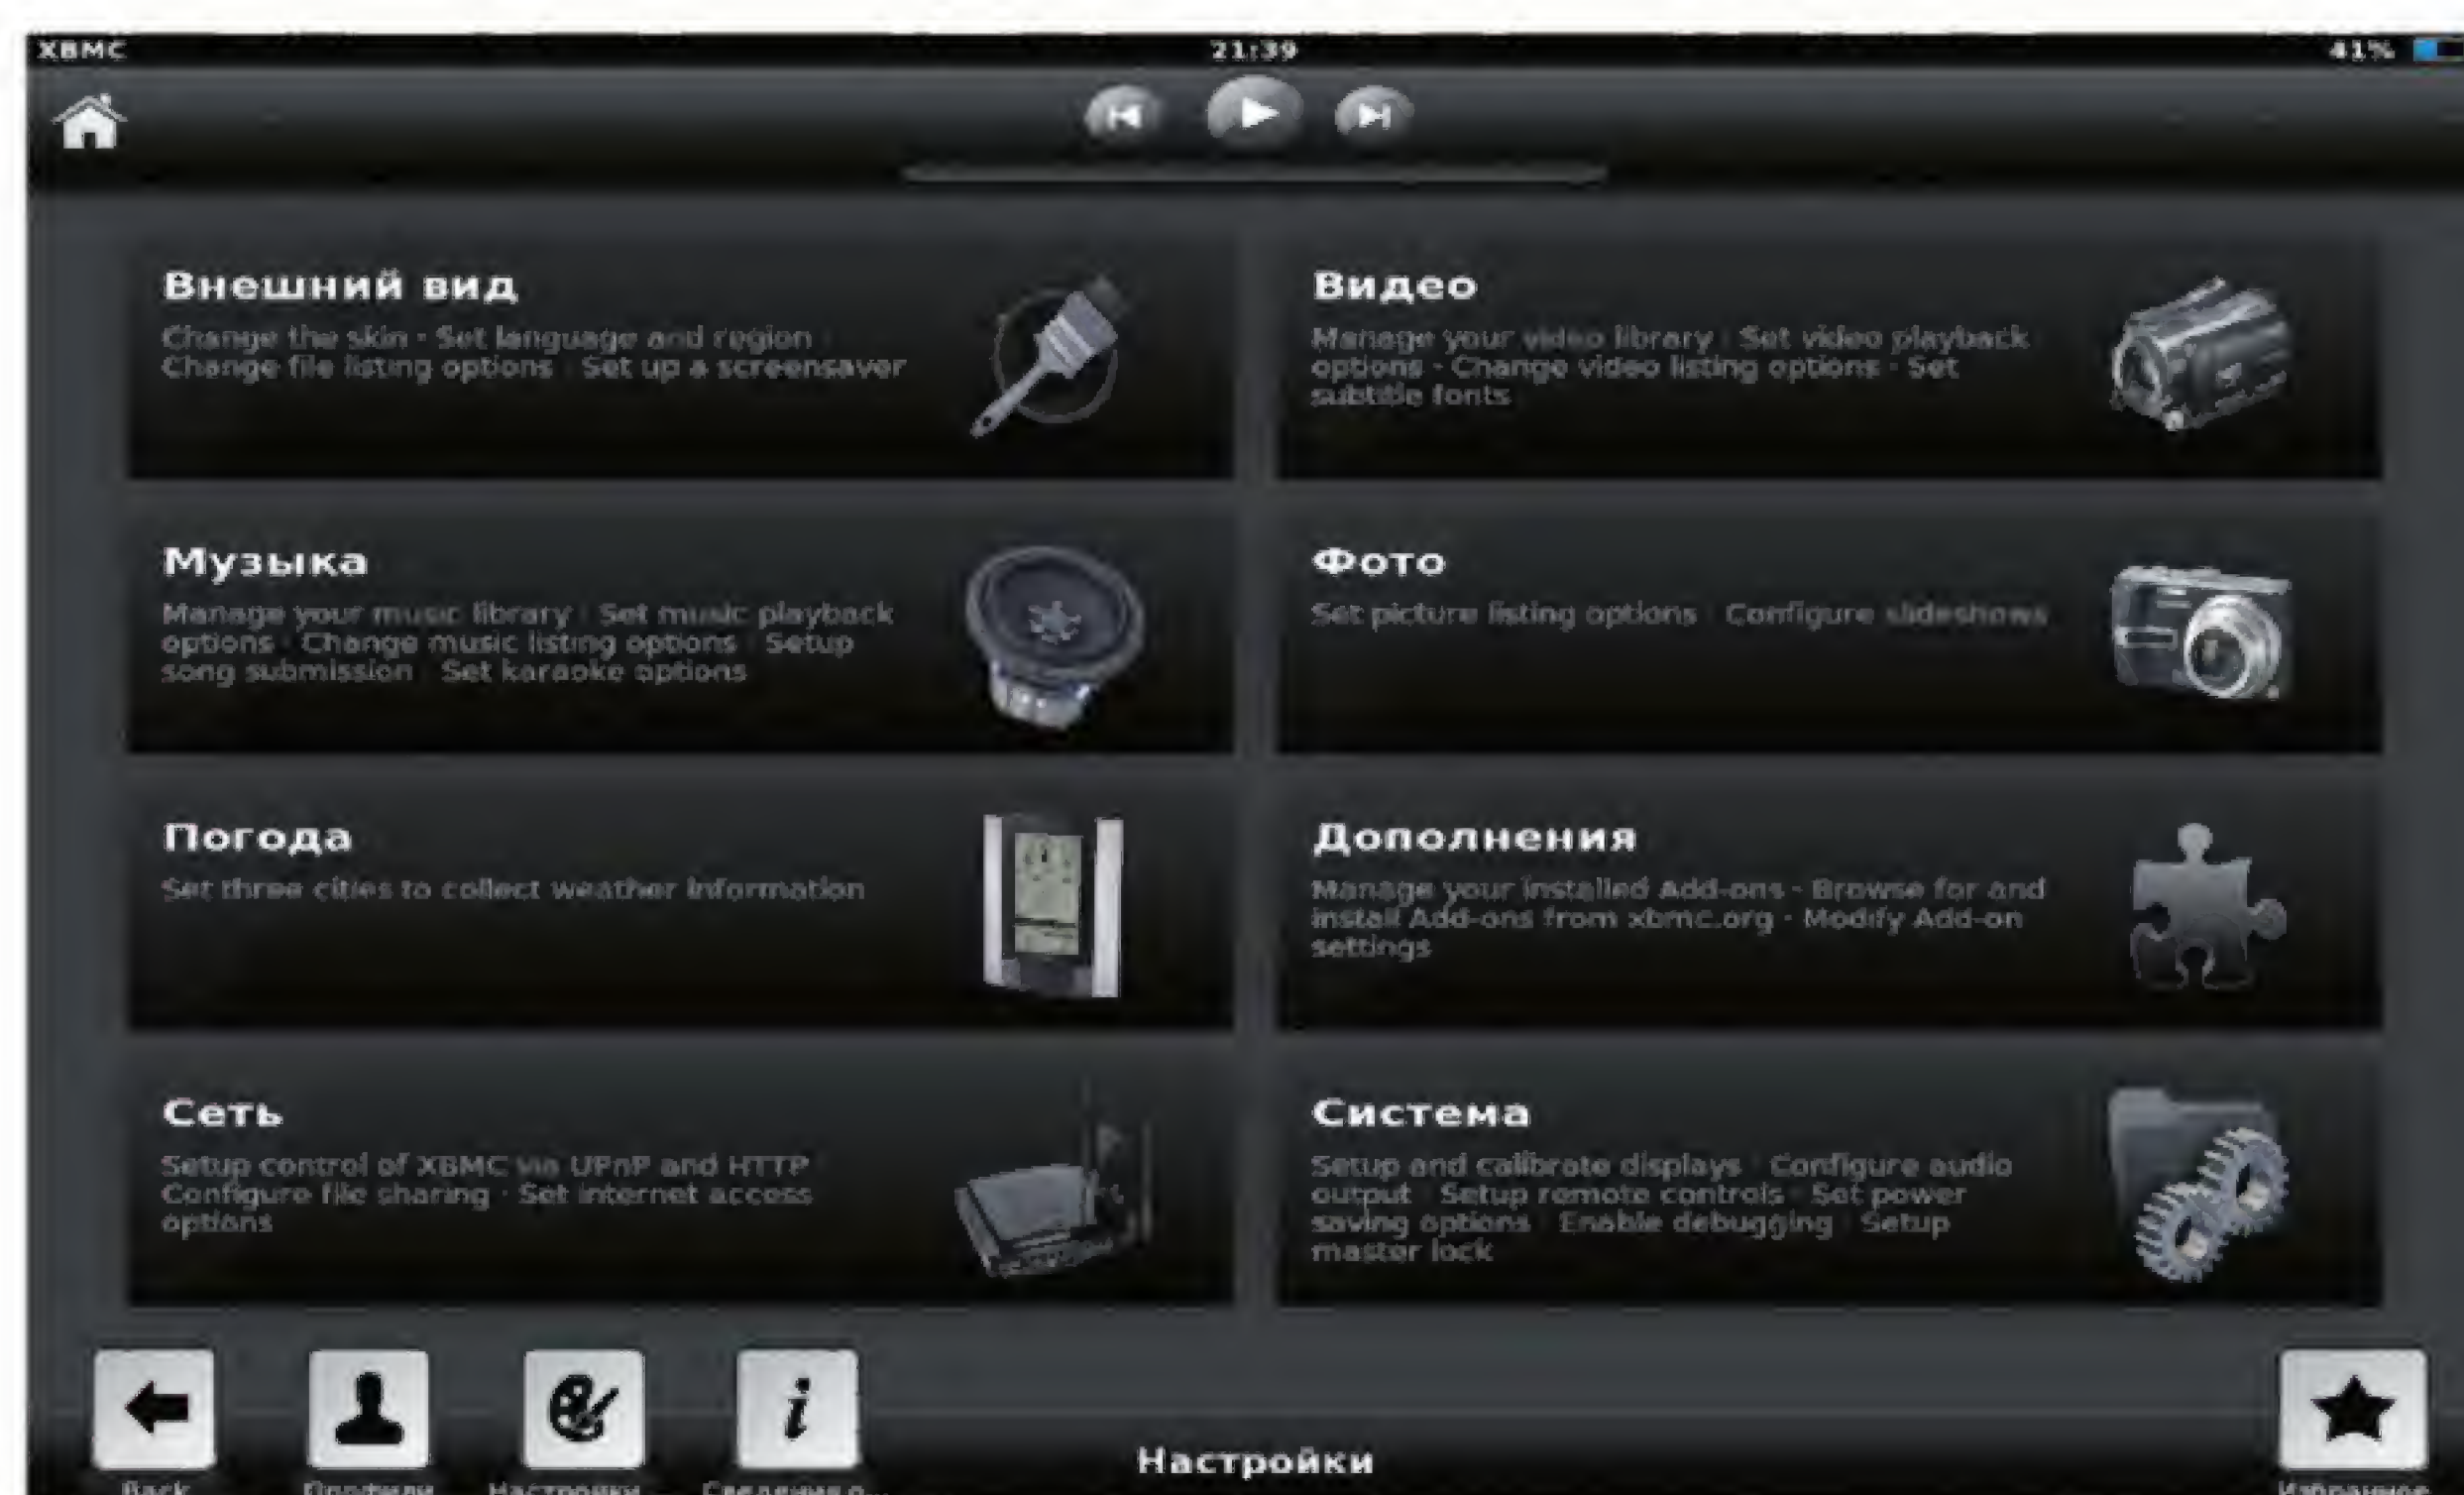 XBMC 21:39 41%
Внешний вид
Change the skin · Set language and region ·
Change file listing options · Set up a screensaver
Видео
Manage your video library · Set video playback
options · Change video listing options · Set
subtitle fonts
Музыка
Manage your music library · Set music playback
options · Change music listing options · Setup
song submission · Set karaoke options
Фото
Set picture listing options · Configure slideshows
Погода
Set three cities to collect weather information
Дополнения
Manage your installed Add-ons · Browse for and
install Add-ons from xbmc.org · Modify Add-on
settings
Сеть
Setup control of XBMC via UPnP and HTTP
Configure file sharing · Set internet access
options
Система
Setup and calibrate displays · Configure audio
output · Setup remote controls · Set power
saving options · Enable debugging · Setup
master lock
Настройки
Back Профили Настройки Сведения о... Избранное